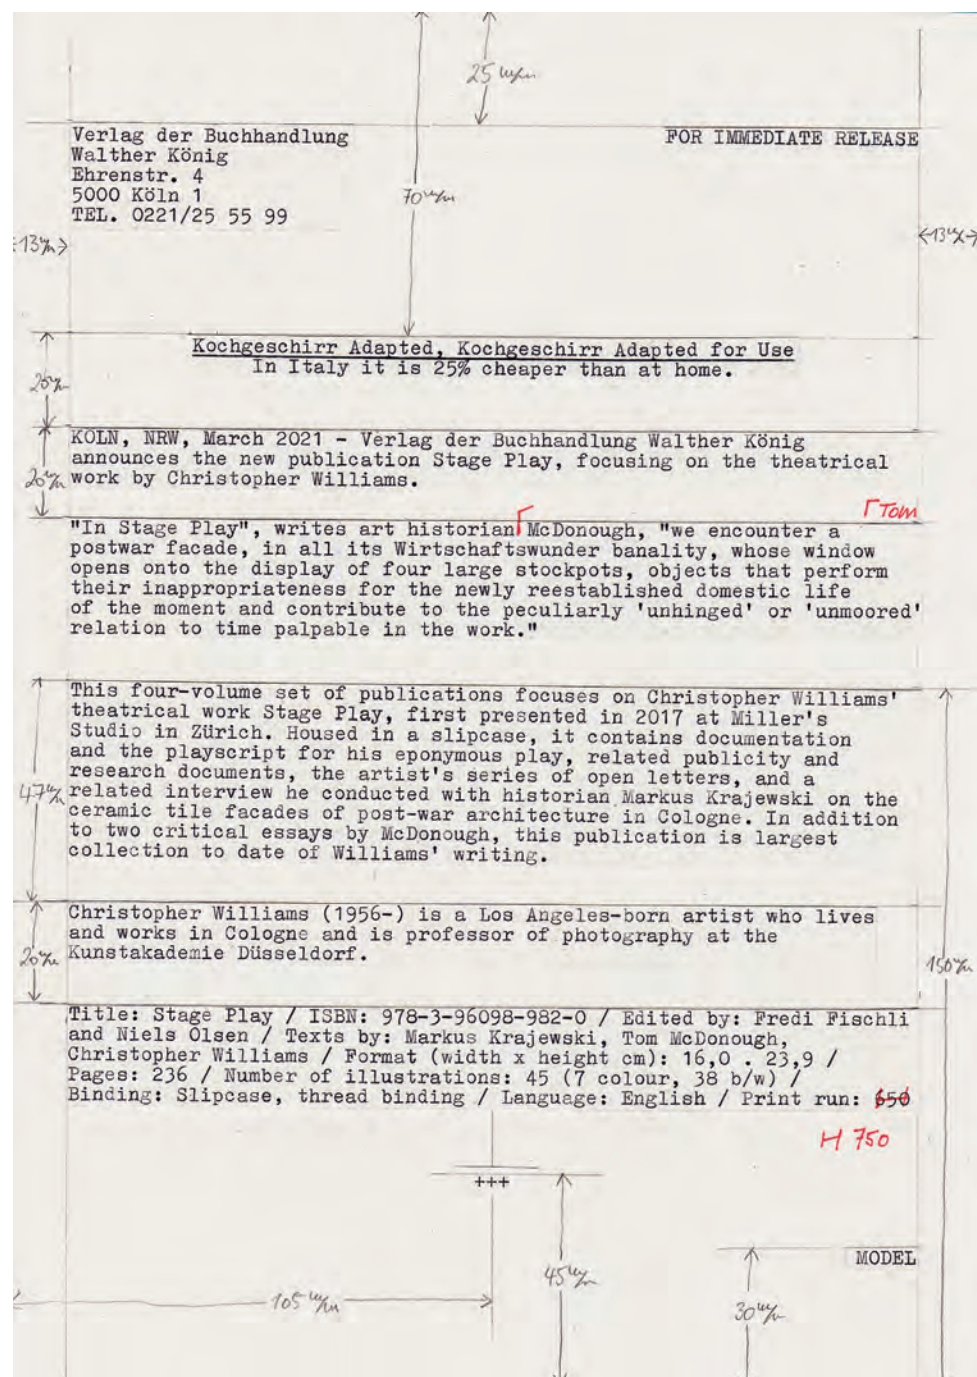 25 m/m
Verlag der Buchhandlung
Walther König
Ehrenstr. 4
5000 Köln 1
TEL. 0221/25 55 99
FOR IMMEDIATE RELEASE
70 m/m
13 m/m
13 m/m
Kochgeschirr Adapted, Kochgeschirr Adapted for Use
In Italy it is 25% cheaper than at home.
KÖLN, NRW, March 2021 - Verlag der Buchhandlung Walther König
announces the new publication Stage Play, focusing on the theatrical
20 m/m
work by Christopher Williams.
Tom
"In Stage Play", writes art historian McDonough, "we encounter a
postwar facade, in all its Wirtschaftswunder banality, whose window
opens onto the display of four large stockpots, objects that perform
their inappropriateness for the newly reestablished domestic life
of the moment and contribute to the peculiarly 'unhinged' or 'unmoored'
relation to time palpable in the work."
This four-volume set of publications focuses on Christopher Williams'
theatrical work Stage Play, first presented in 2017 at Miller's
Studio in Zürich. Housed in a slipcase, it contains documentation
and the playscript for his eponymous play, related publicity and
research documents, the artist's series of open letters, and a
47 m/m
related interview he conducted with historian Markus Krajewski on the
ceramic tile facades of post-war architecture in Cologne. In addition
to two critical essays by McDonough, this publication is largest
collection to date of Williams' writing.
Christopher Williams (1956-) is a Los Angeles-born artist who lives
and works in Cologne and is professor of photography at the
20 m/m
Kunstakademie Düsseldorf.
150 m/m
Title: Stage Play / ISBN: 978-3-96098-982-0 / Edited by: Fredi Fischli
and Niels Olsen / Texts by: Markus Krajewski, Tom McDonough,
Christopher Williams / Format (width x height cm): 16,0 . 23,9 /
Pages: 236 / Number of illustrations: 45 (7 colour, 38 b/w) /
Binding: Slipcase, thread binding / Language: English / Print run: 650
H 750
+++
MODEL
45 m/m
105 m/m
30 m/m